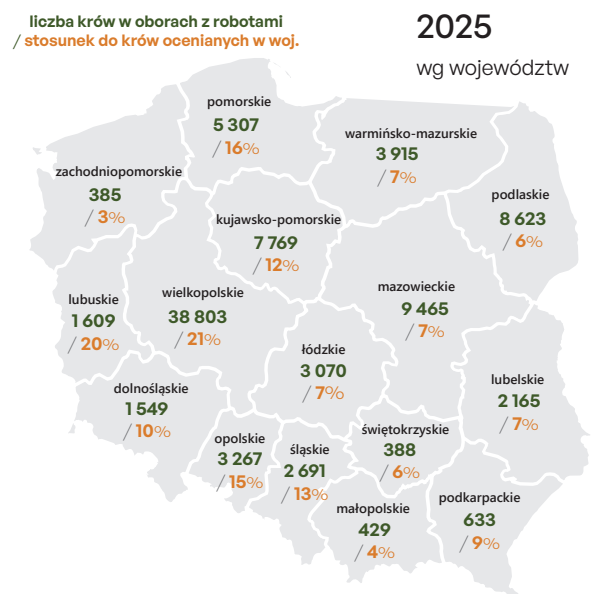 liczba krów w oborach z robotami
/ stosunek do krów ocenianych w woj.
2025
wg województw
pomorskie
5 307
/ 16%
warmińsko-mazurskie
3 915
/ 7%
zachodniopomorskie
385
/ 3%
podlaskie
8 623
/ 6%
kujawsko-pomorskie
7 769
/ 12%
mazowieckie
9 465
/ 7%
lubuskie
1 609
/ 20%
wielkopolskie
38 803
/ 21%
łódzkie
3 070
/ 7%
lubelskie
2 165
/ 7%
dolnośląskie
1 549
/ 10%
świętokrzyskie
388
/ 6%
opolskie
3 267
/ 15%
śląskie
2 691
/ 13%
małopolskie
429
/ 4%
podkarpackie
633
/ 9%